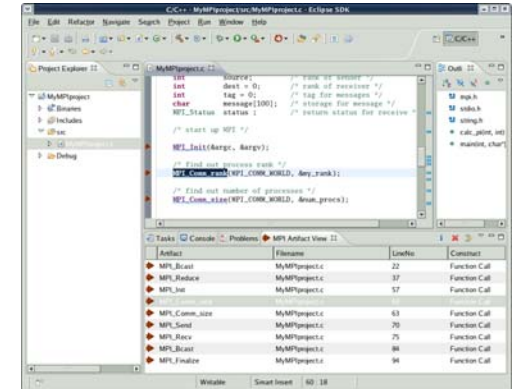 C/C++ - MyMPIproject/src/MyMPIproject.c - Eclipse SDK
File Edit Refactor Navigate Search Project Run Window Help
C/C++
Project Explorer
MyMPIproject
Binaries
Includes
src
MyMPIproject.c
Debug
MyMPIproject.c
int source; /* rank of sender */
int dest = 0; /* rank of receiver */
int tag = 0; /* tag for messages */
char message[100]; /* storage for message */
MPI_Status status ; /* return status for receive *
/* start up MPI */
MPI_Init(&argc, &argv);
/* find out process rank */
MPI_Comm_rank(MPI_COMM_WORLD, &my_rank);
/* find out number of processes */
MPI_Comm_size(MPI_COMM_WORLD, &num_procs);
Outli
mpi.h
stdio.h
string.h
calc_pi(int, int)
main(int, char*
Tasks Console Problems MPI Artifact View
Artifact Filename LineNo Construct
MPI_Bcast MyMPIproject.c 22 Function Call
MPI_Reduce MyMPIproject.c 37 Function Call
MPI_Init MyMPIproject.c 57 Function Call
MPI_Comm_size MyMPIproject.c 63 Function Call
MPI_Send MyMPIproject.c 70 Function Call
MPI_Recv MyMPIproject.c 75 Function Call
MPI_Bcast MyMPIproject.c 84 Function Call
MPI_Finalize MyMPIproject.c 94 Function Call
Writable Smart Insert 60 : 18